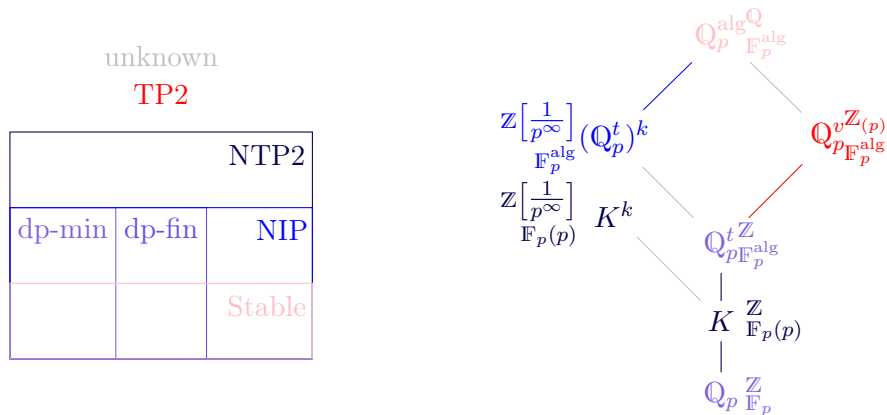 unknown
TP2
NTP2
dp-min dp-fin NIP
Stable
ℚ_p^alg ℚ 𝔽_p^alg
ℤ[1/p^∞] 𝔽_p^alg (ℚ_p^t)^k
ℚ_p^v ℤ_(p) 𝔽_p^alg
ℤ[1/p^∞] 𝔽_p(p) K^k
ℚ_p^t ℤ 𝔽_p^alg
K ℤ 𝔽_p(p)
ℚ_p ℤ 𝔽_p